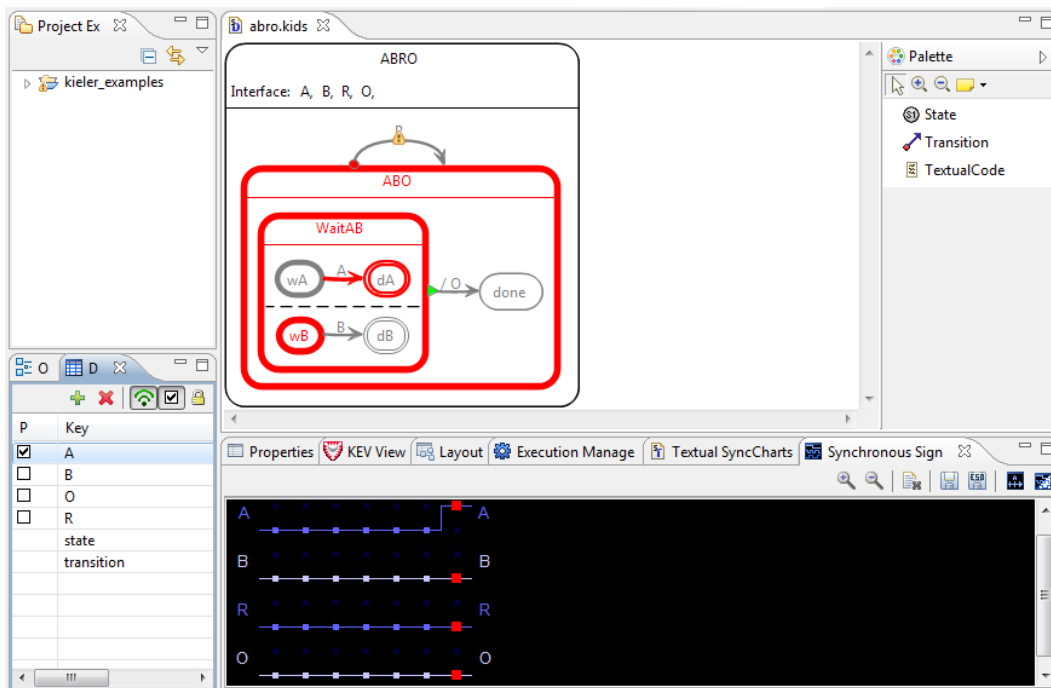 Project Ex
abro.kids
ABRO
Interface: A, B, R, O,
R
ABO
WaitAB
wA
A
dA
/ O
done
wB
B
dB
kieler_examples
Palette
State
Transition
TextualCode
O
D
P Key
A
B
O
R
state
transition
Properties
KEV View
Layout
Execution Manage
Textual SyncCharts
Synchronous Sign
A A
B B
R R
O O